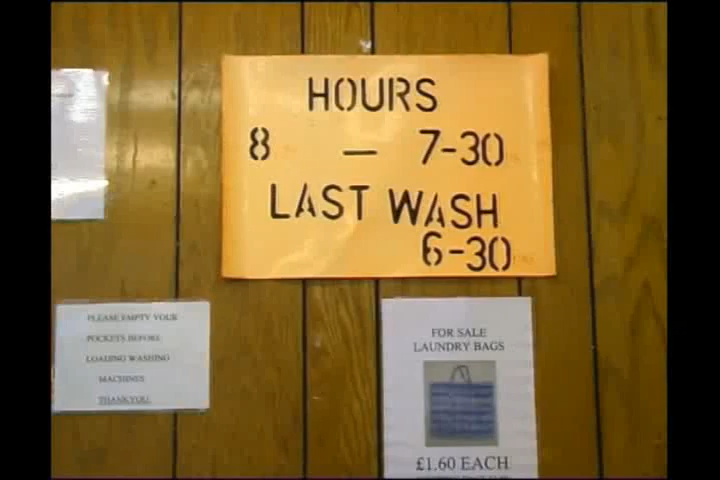 HOURS
8 — 7-30
LAST WASH
6-30
PLEASE EMPTY YOUR
POCKETS BEFORE
LOADING WASHING
MACHINES
THANKYOU.
FOR SALE
LAUNDRY BAGS
£1.60 EACH